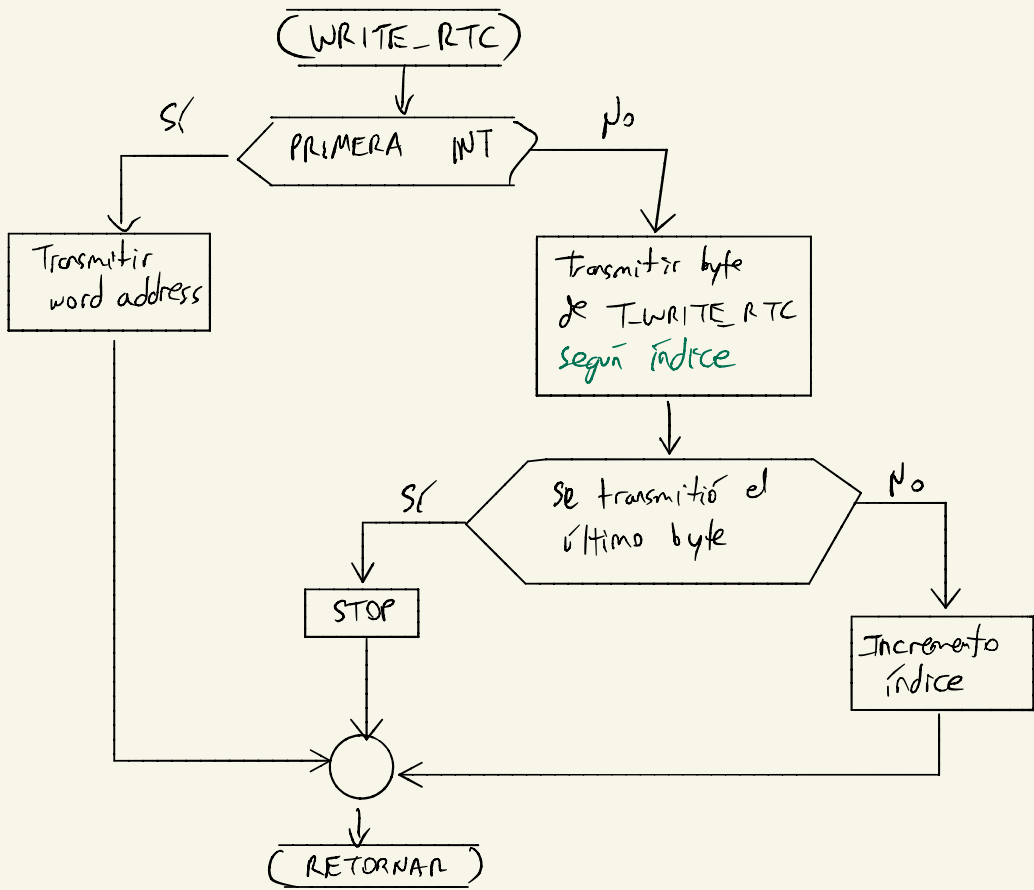 WRITE_RTC
SÍ
NO
PRIMERA INT
Transmitir
word address
Transmitir byte
de T_WRITE_RTC
según índice
SÍ
NO
se transmitió el
último byte
STOP
Incremento
índice
RETORNAR